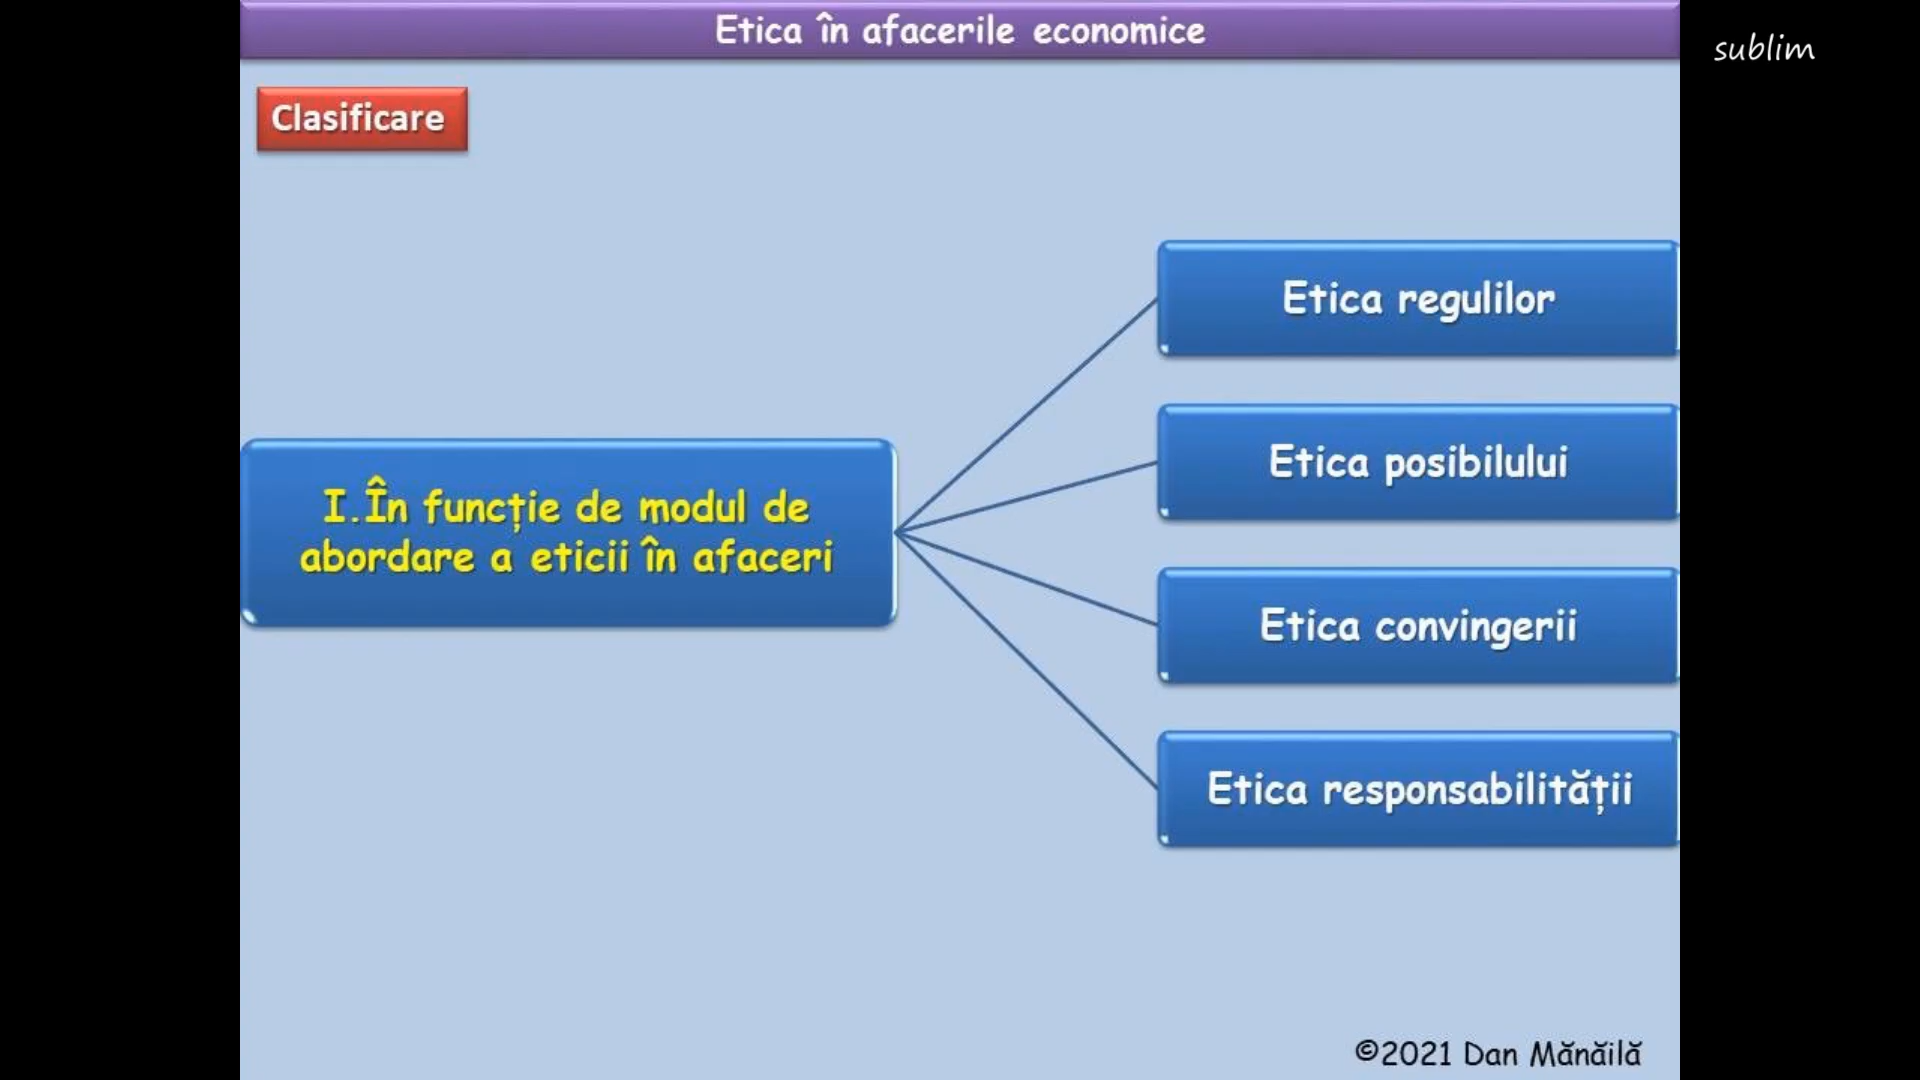 Etica în afacerile economice
sublim
Clasificare
Etica regulilor
Etica posibilului
I.În funcție de modul de
abordare a eticii în afaceri
Etica convingerii
Etica responsabilității
©2021 Dan Mănăilă